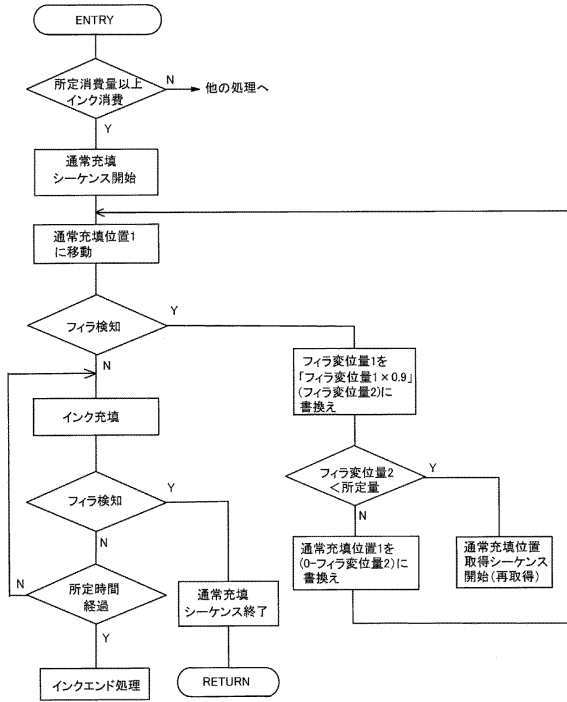 ENTRY
所定消費量以上
インク消費
N
他の処理へ
Y
通常充填
シーケンス開始
通常充填位置1
に移動
フィラ検知
Y
N
フィラ変位量1を
「フィラ変位量1×0.9」
(フィラ変位量2)に
書換え
インク充填
フィラ変位量2
＜所定量
Y
N
フィラ検知
Y
N
通常充填位置1を
(0-フィラ変位量2)に
書換え
通常充填位置
取得シーケンス
開始(再取得)
所定時間
経過
N
Y
通常充填
シーケンス終了
インクエンド処理
RETURN